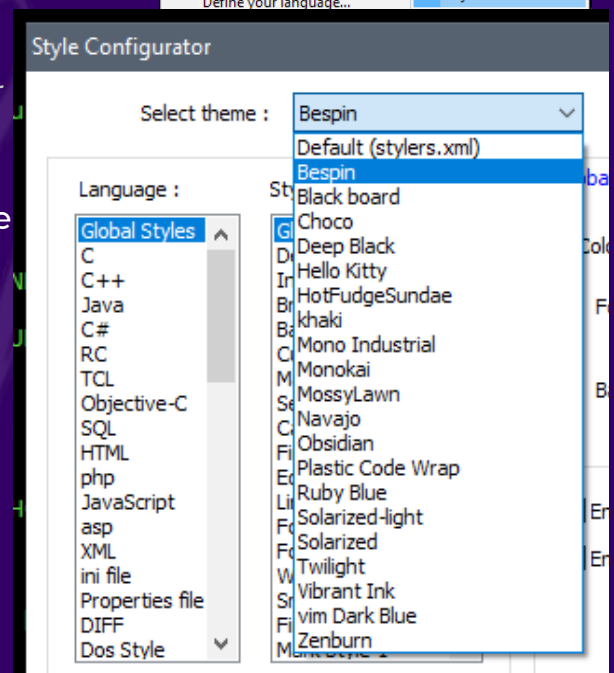 Define your language...
Style Configurator
Select theme :
Bespin
Default (stylers.xml)
Bespin
Black board
Choco
Deep Black
Hello Kitty
HotFudgeSundae
khaki
Mono Industrial
Monokai
MossyLawn
Navajo
Obsidian
Plastic Code Wrap
Ruby Blue
Solarized-light
Solarized
Twilight
Vibrant Ink
vim Dark Blue
Zenburn
Language :
Global Styles
C
C++
Java
C#
RC
TCL
Objective-C
SQL
HTML
php
JavaScript
asp
XML
ini file
Properties file
DIFF
Dos Style